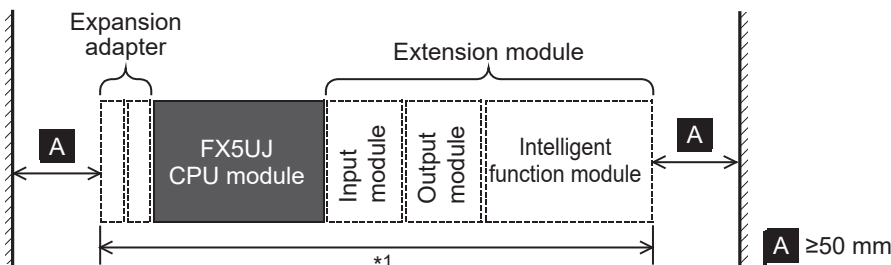 Expansion
adapter
Extension module
A
FX5UJ
CPU module
Input
module
Output
module
Intelligent
function module
A
*1
A ≥50 mm